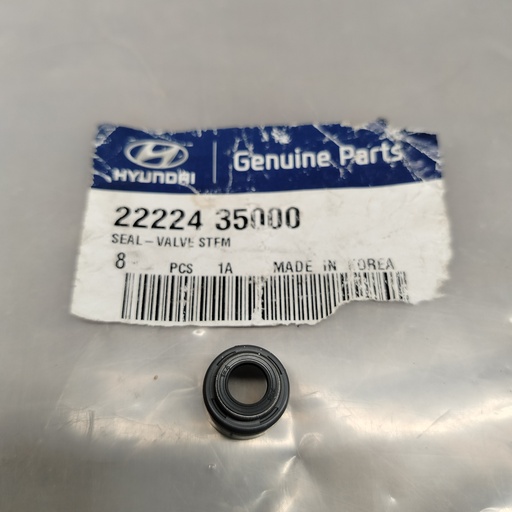 HYUNDAI
Genuine Parts
22224 35000
SEAL-VALVE STEM
8 PCS 1A MADE IN KOREA